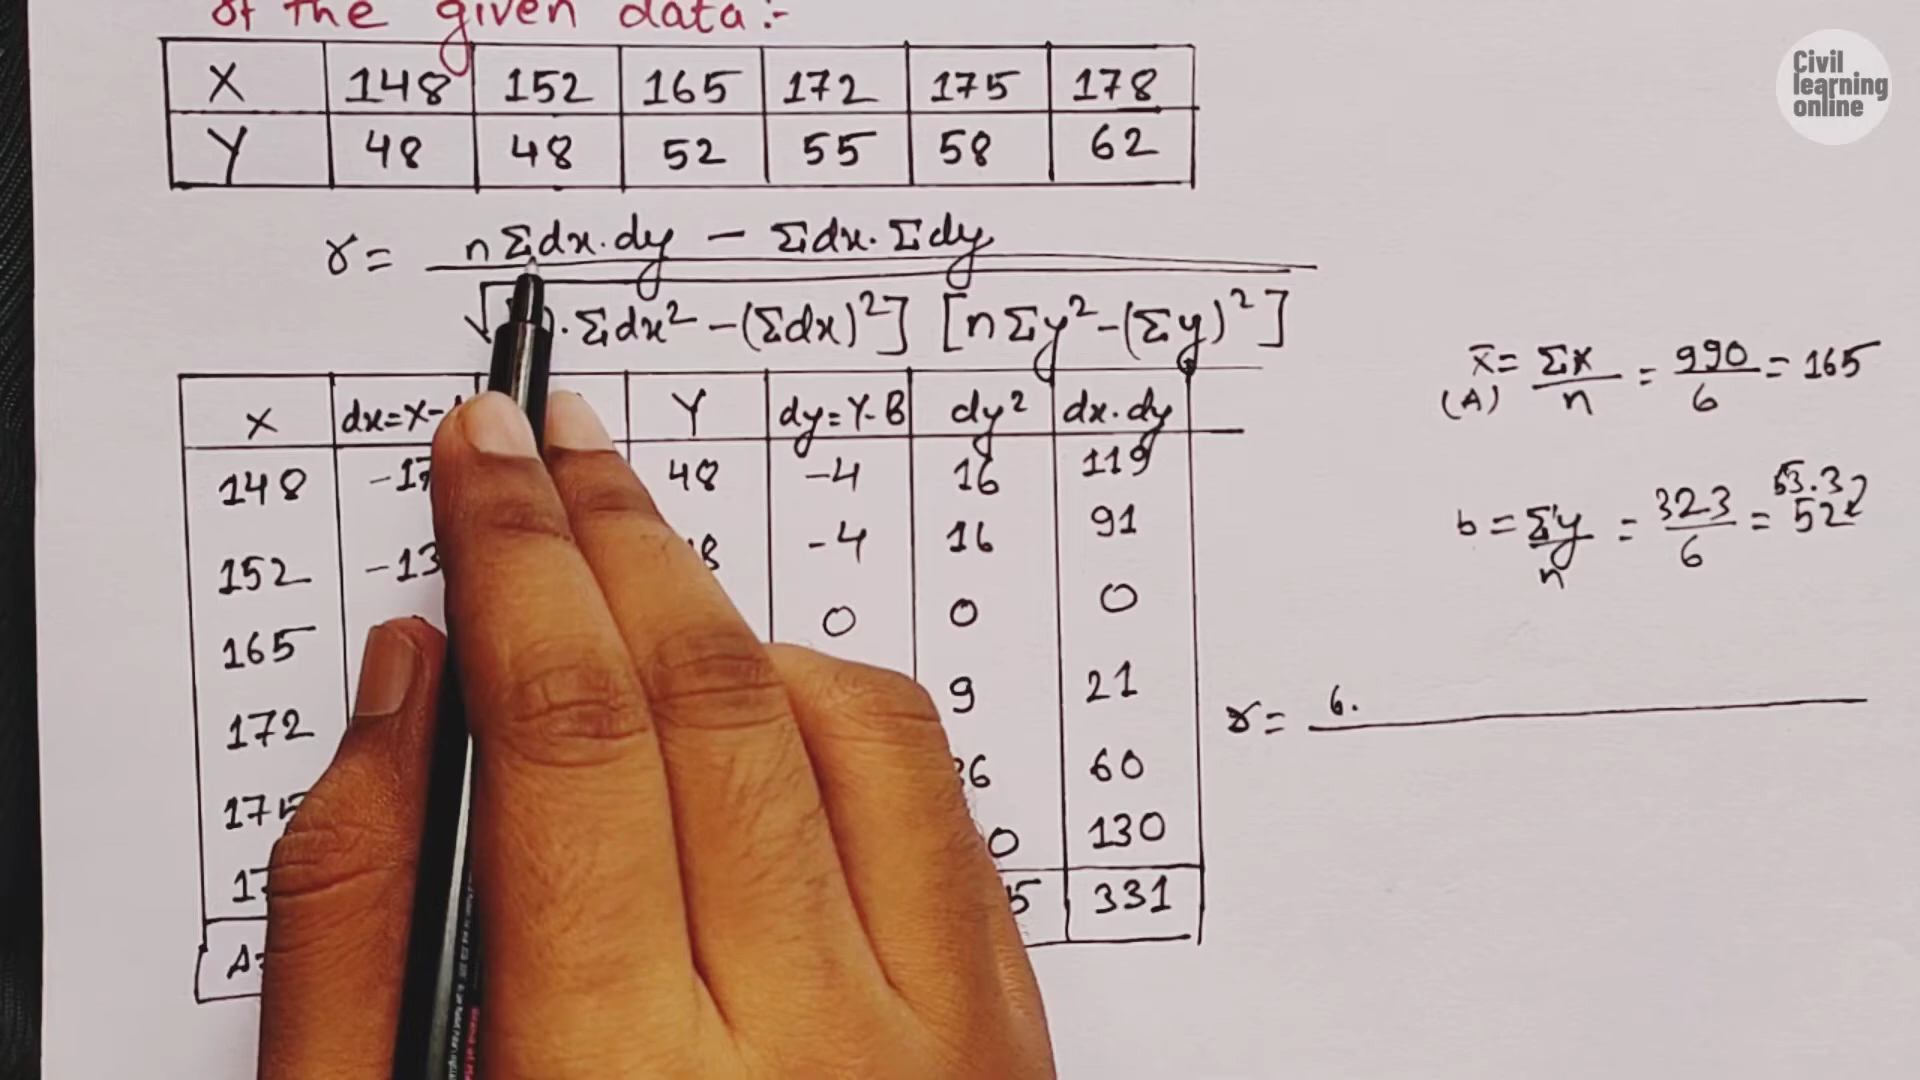 of the given data :-
X 148 152 165 172 175 178
Y 48 48 52 55 58 62
r = n Σdx.dy - Σdx. Σdy
. Σdx² - (Σdx)²] [nΣy² - (Σy)²]
X dx=X- Y dy=Y-B dy² dx.dy
148 -17 48 -4 16 119
152 -13 -4 16 91
165 0 0 0
172 9 21
175 60
130
331
A=
x̄ = Σx/n = 990/6 = 165
(A)
b = Σy/n = 323/6 = 52
53.3
r = 6.
Civil
learning
online